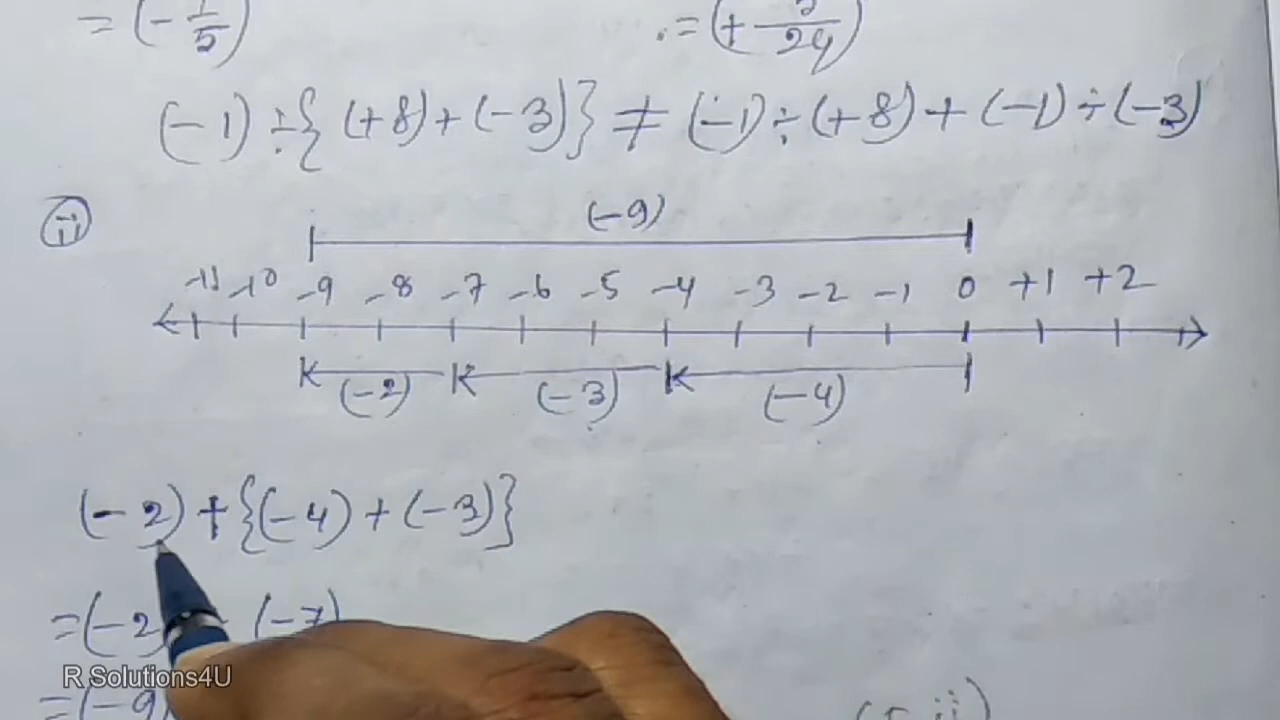 = (- 1/5) .= (+ 5/24)
(-1) ÷ { (+8) + (-3) } ≠ (-1) ÷ (+8) + (-1) ÷ (-3)
(ii)
(-9)
-11 -10 -9 -8 -7 -6 -5 -4 -3 -2 -1 0 +1 +2
(-2) (-3) (-4)
(-2) + { (-4) + (-3) }
= (-2 (-7)
R Solutions4U
= (-9)